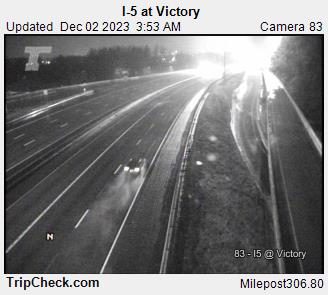 I-5 at Victory
Updated Dec 02 2023 3:53 AM Camera 83
T
N
83 - I5 @ Victory
TripCheck.com Milepost306.80